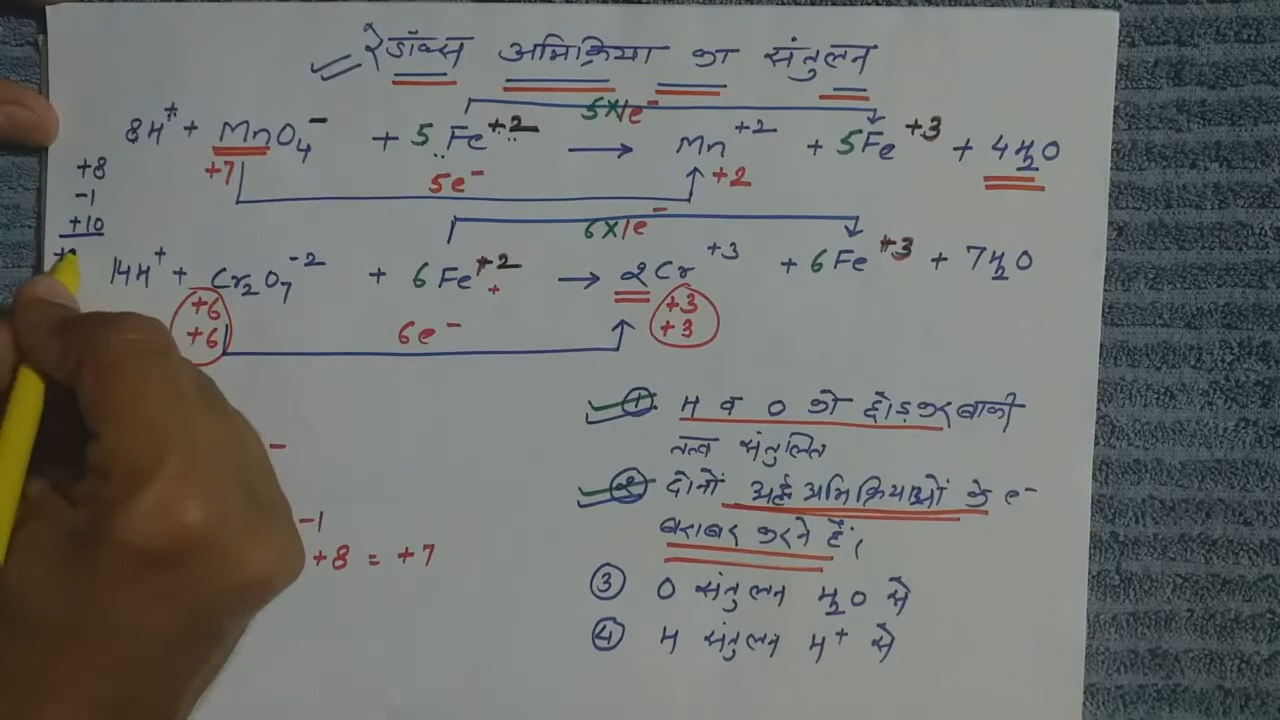 रेडॉक्स अभिक्रिया का संतुलन
5×1e⁻
8H⁺ + MnO₄⁻ + 5Fe⁺² → Mn⁺² + 5Fe⁺³ + 4H₂O
+7 5e⁻ +2
+8
-1
+10
6×1e⁻
14H⁺ + Cr₂O₇⁻² + 6Fe⁺² → 2Cr⁺³ + 6Fe⁺³ + 7H₂O
+6 +3
+6 6e⁻ +3
① H व O को छोड़कर बाकी
तत्व संतुलित
② दोनों अर्द्ध अभिक्रियाओं के e⁻
बराबर करने हैं।
③ O संतुलन H₂O से
④ H संतुलन H⁺ से
-
-1
+8 = +7